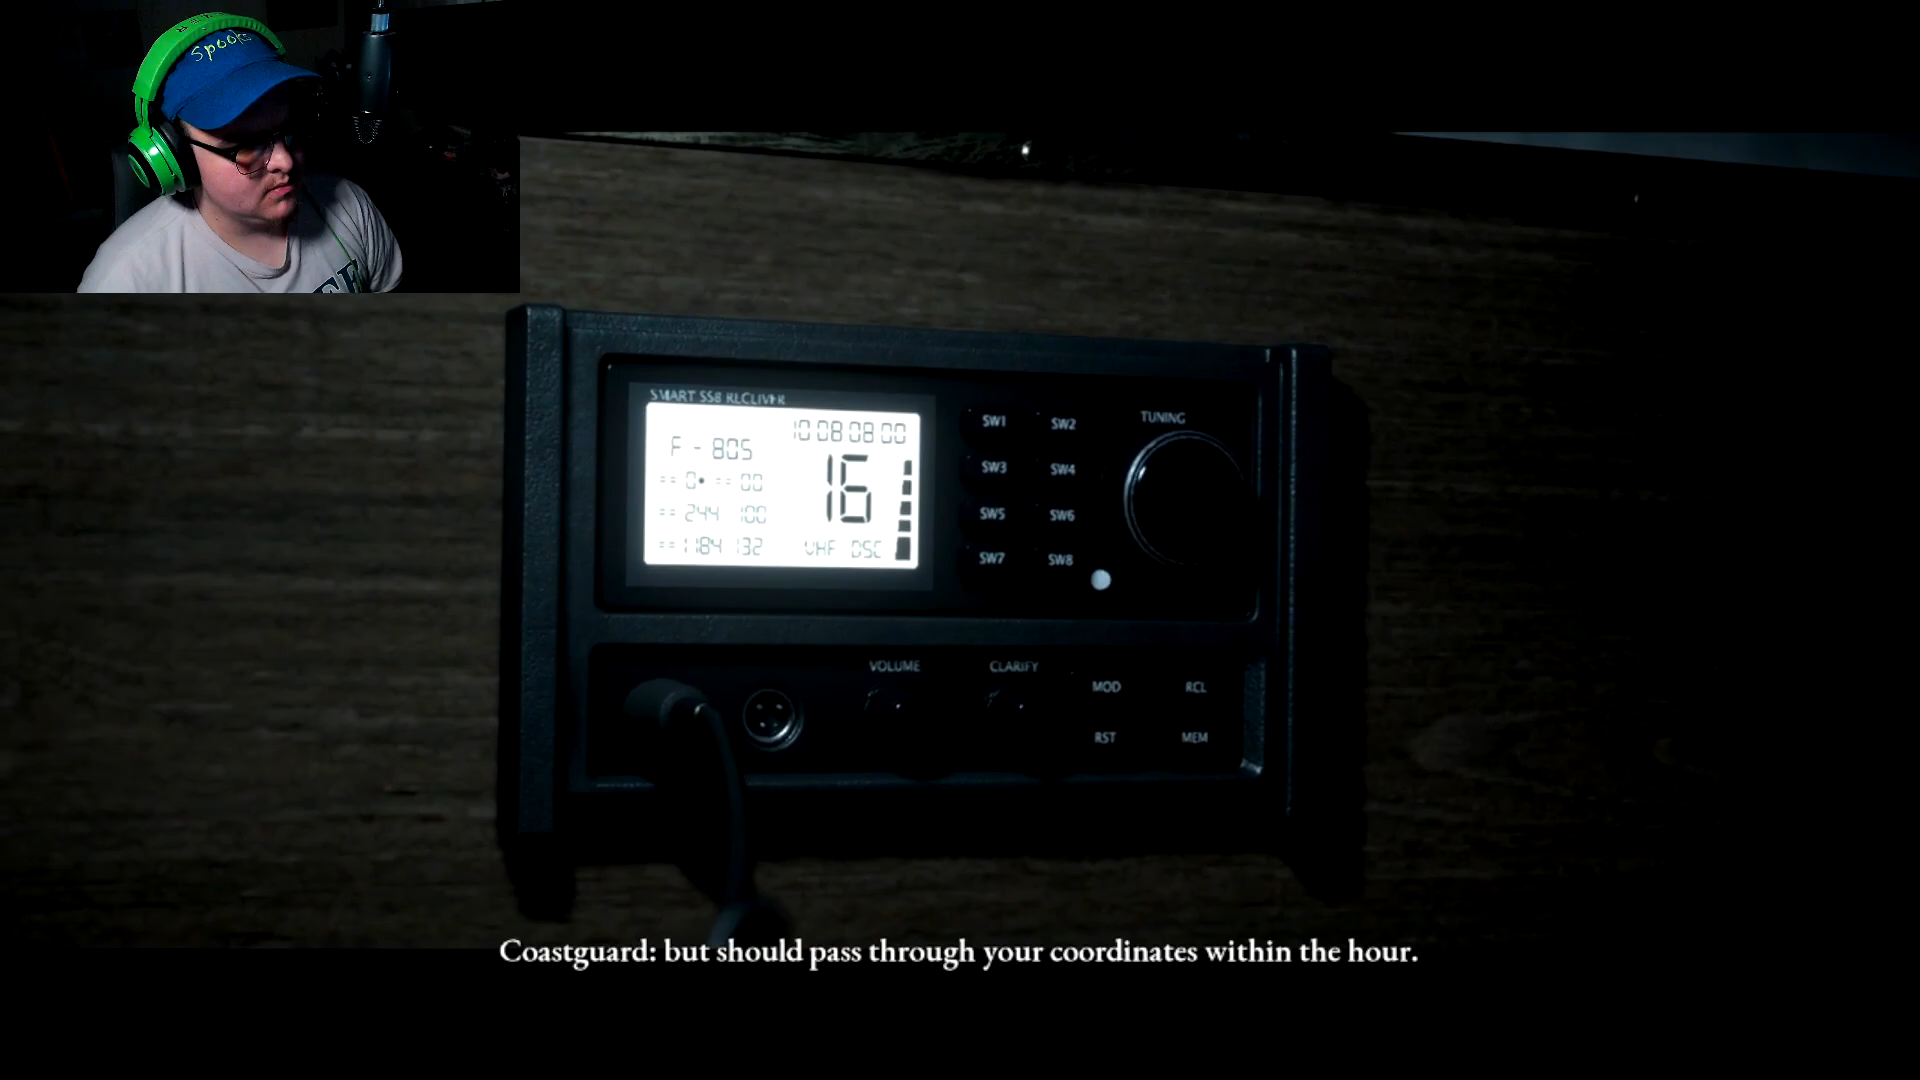 Spooks
SMART SSB RECEIVER
10 08 08 00
F - 805
16
== 0• == 00
== 244 100
== 1184 132
VHF DSC
SW1
SW2
SW3
SW4
SW5
SW6
SW7
SW8
TUNING
VOLUME
CLARIFY
MOD
RCL
RST
MEM
Coastguard: but should pass through your coordinates within the hour.